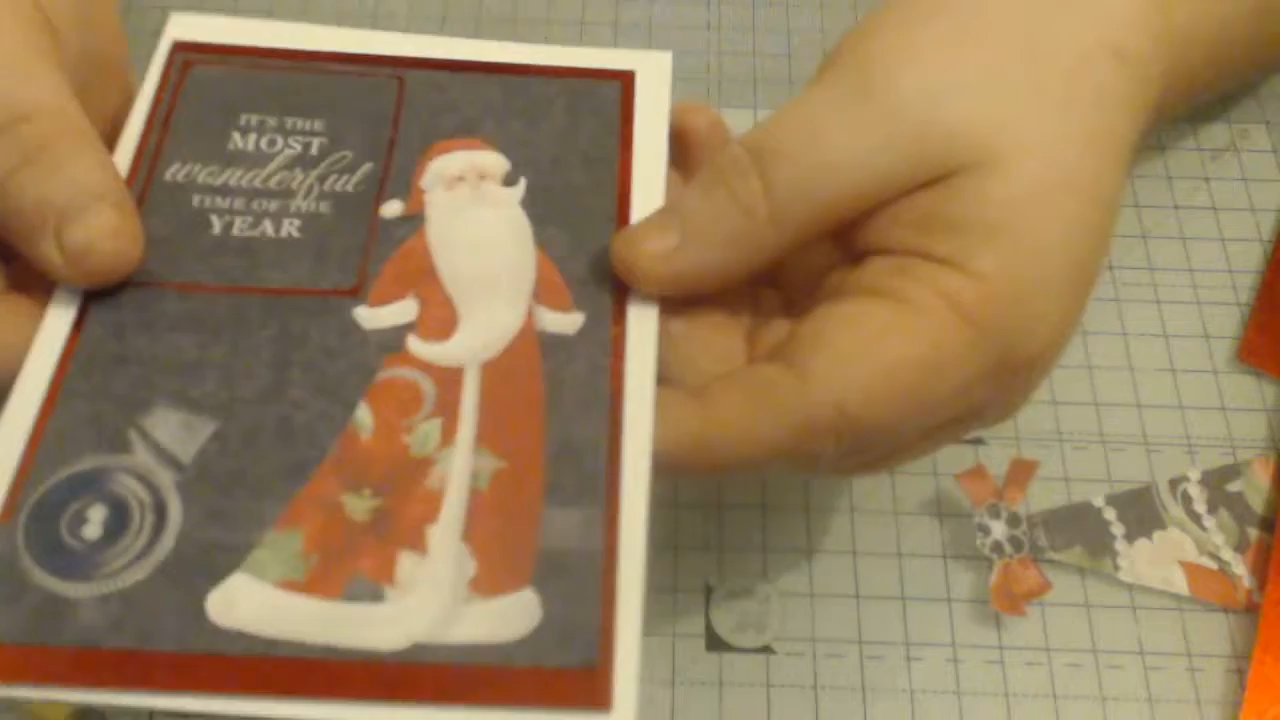 IT'S THE
MOST
wonderful
TIME OF THE
YEAR